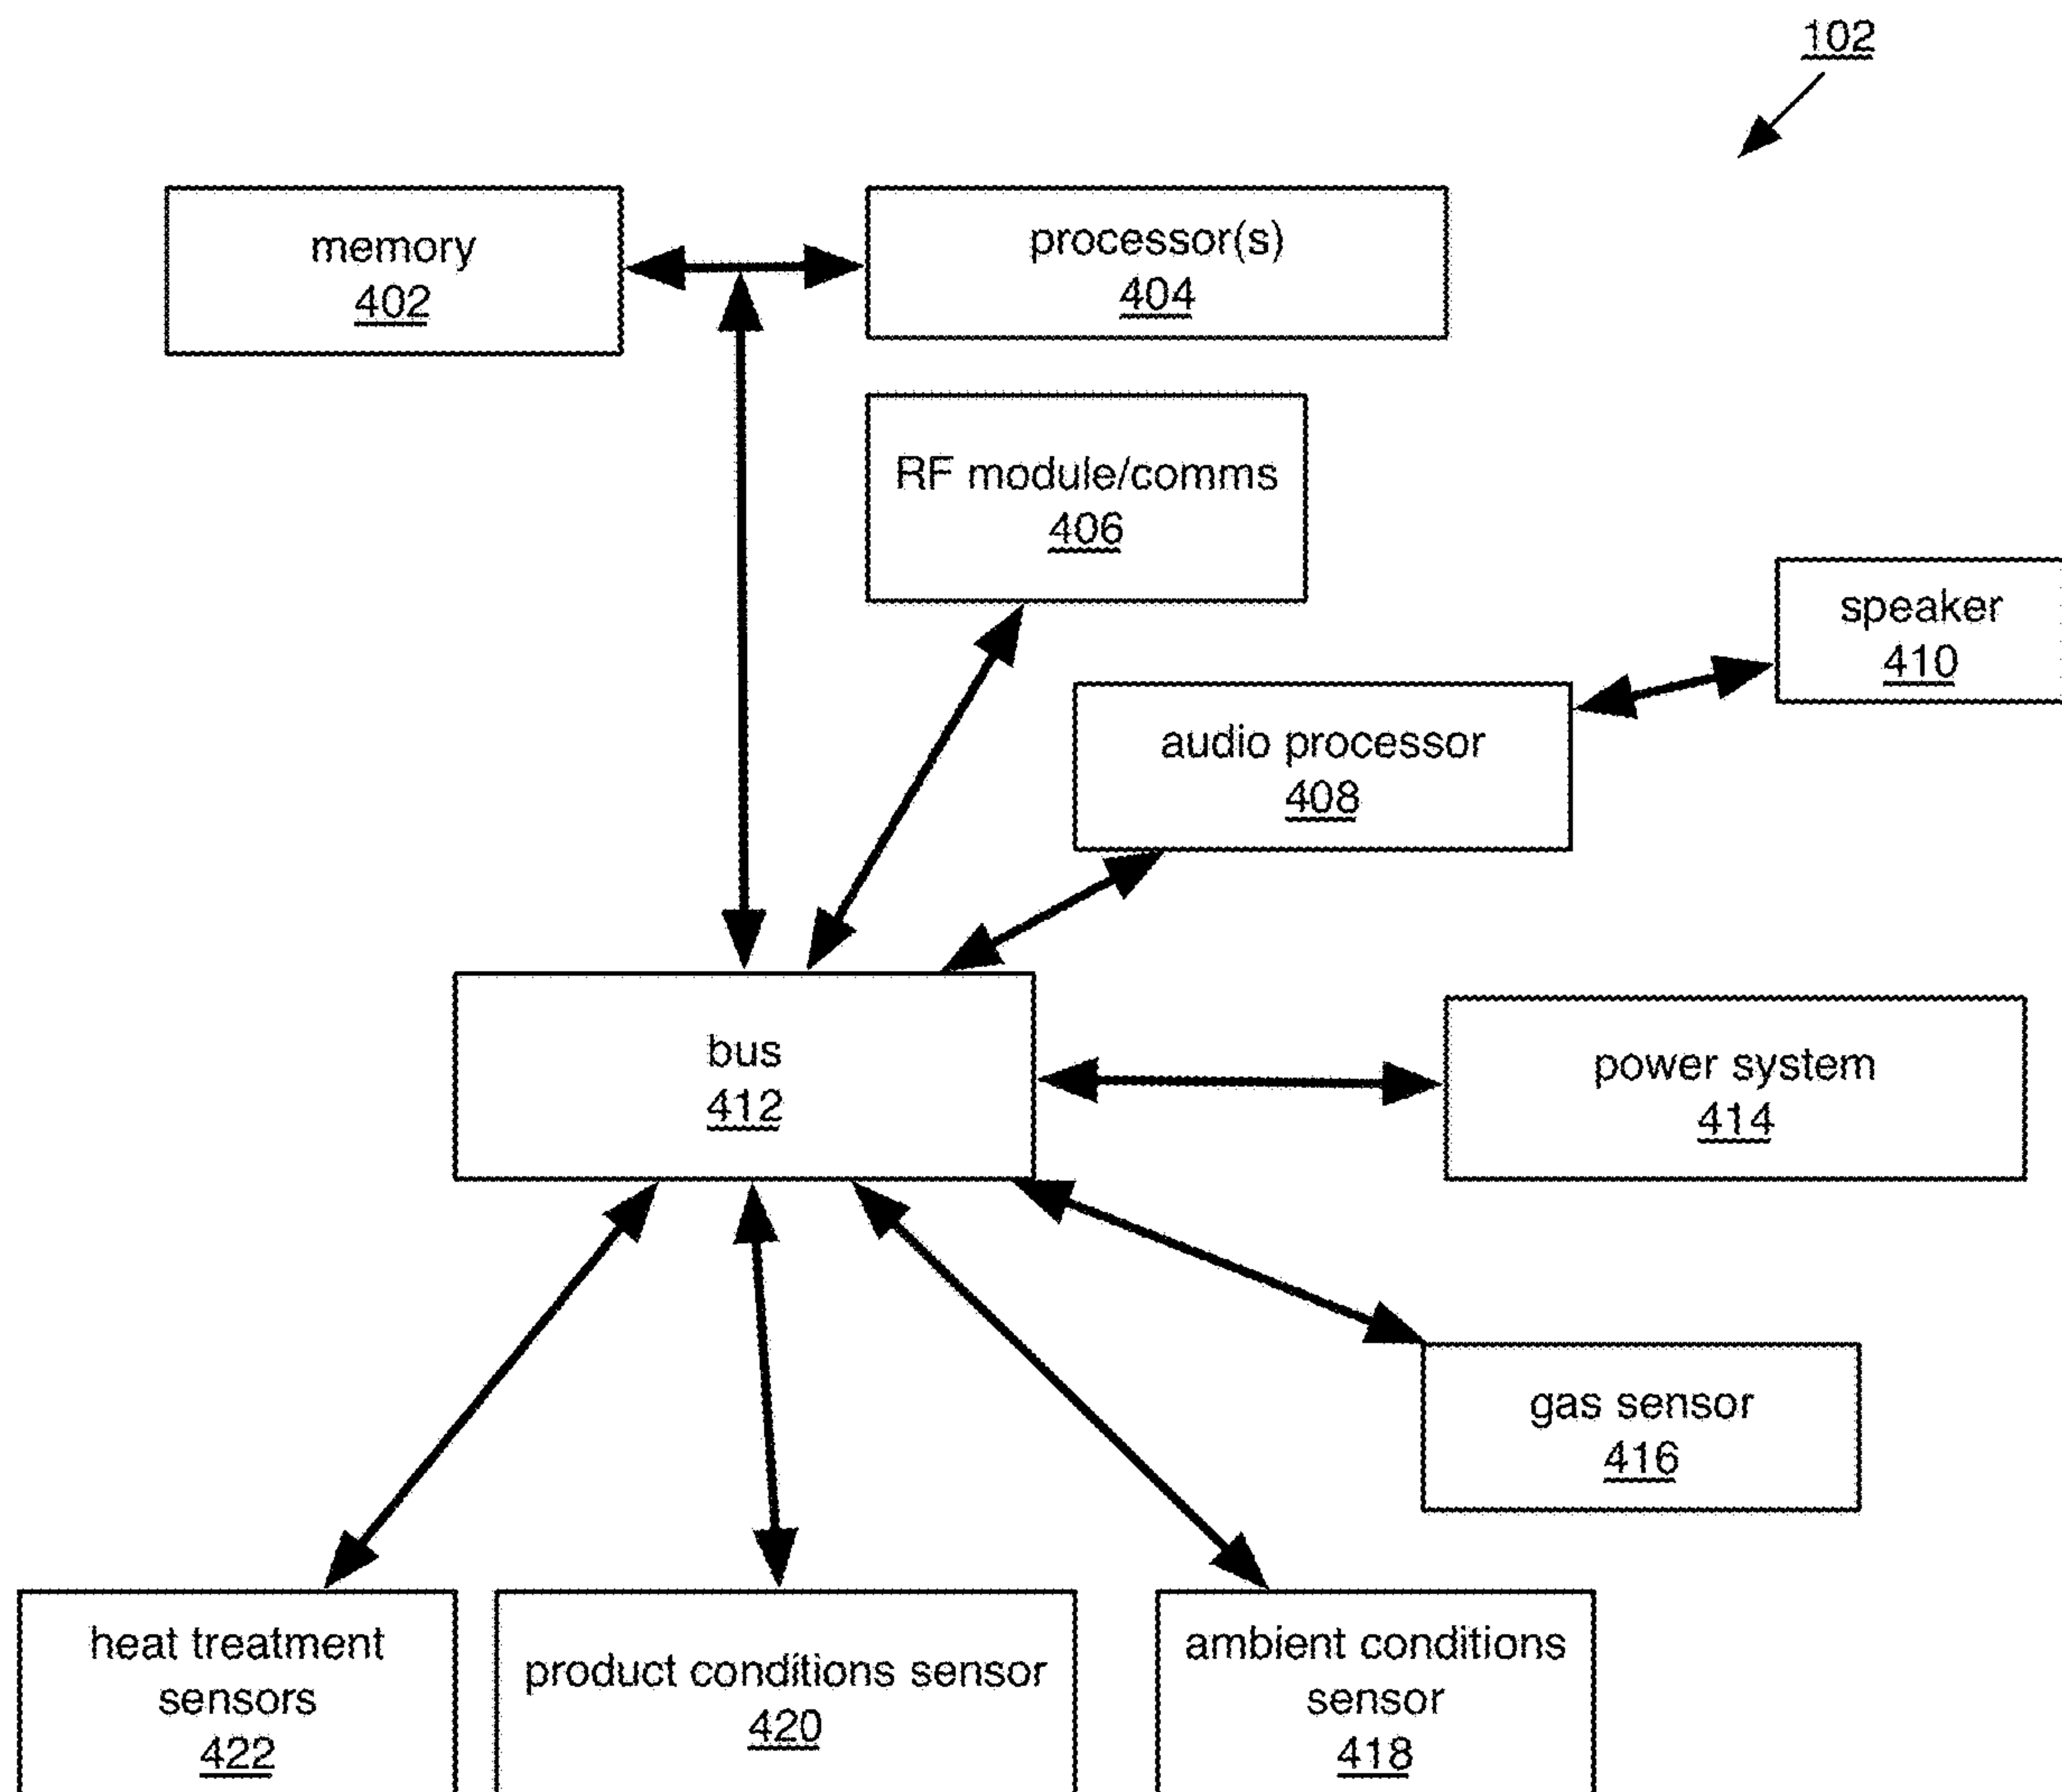 102
memory
402
processor(s)
404
RF module/comms
406
speaker
410
audio processor
408
bus
412
power system
414
gas sensor
416
heat treatment
sensors
422
product conditions sensor
420
ambient conditions
sensor
418